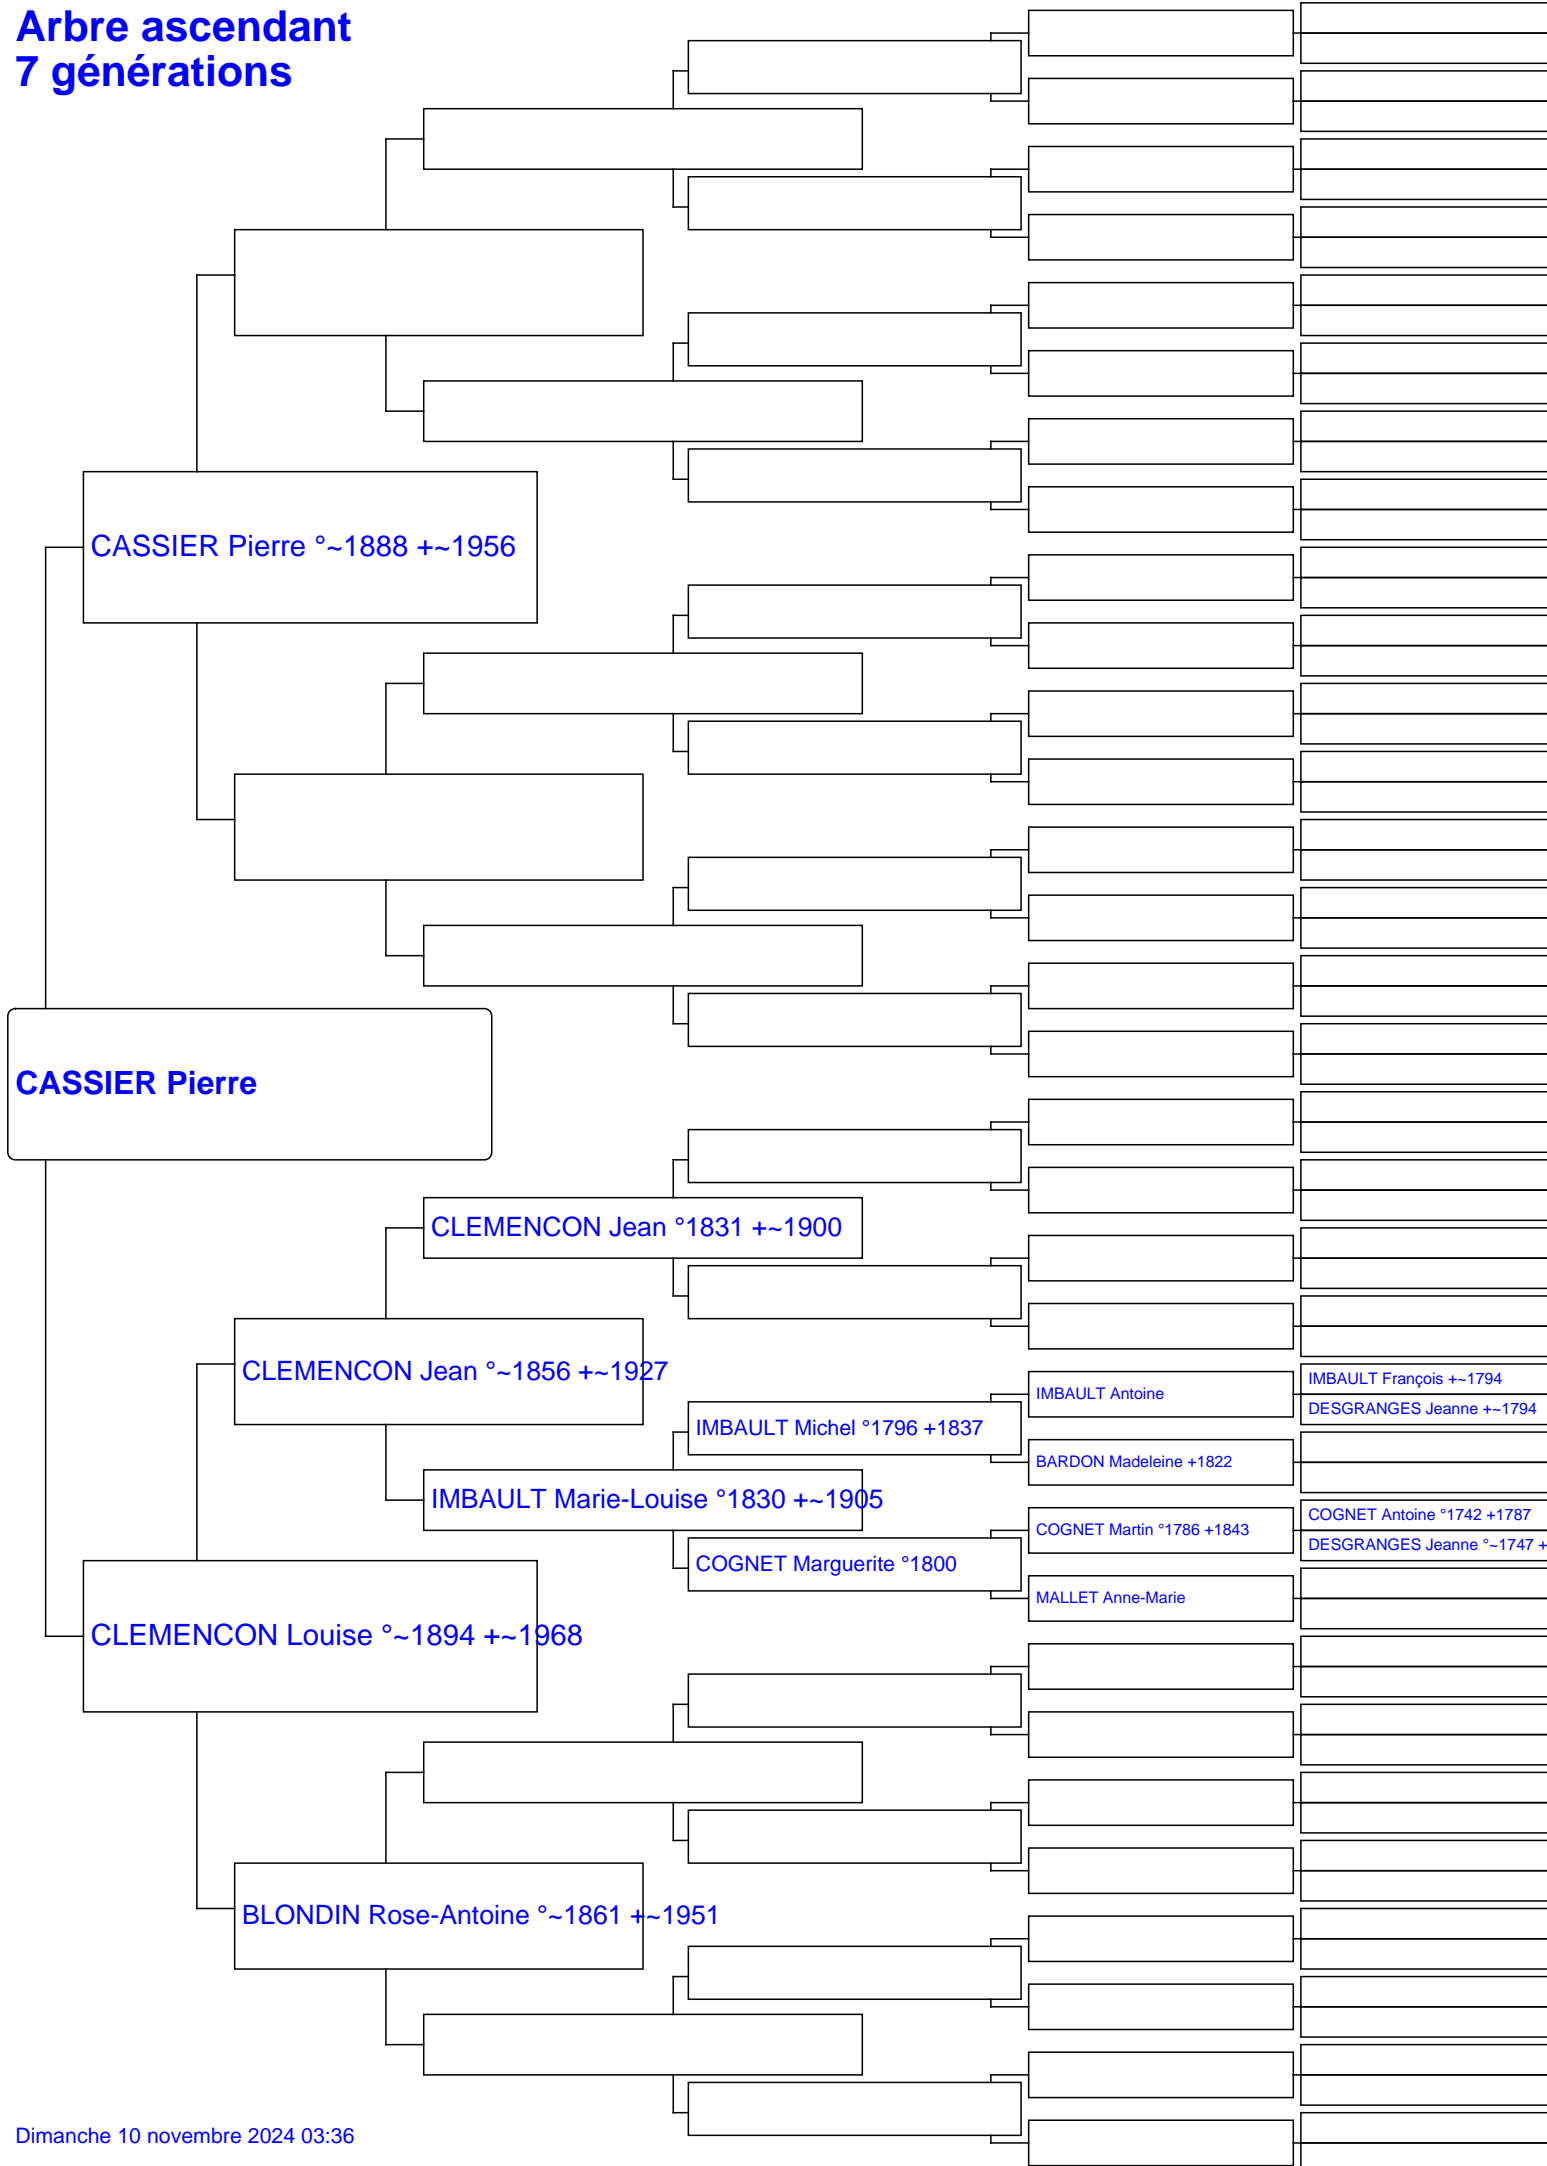 Arbre ascendant
7 générations
CASSIER Pierre °~1888 +~1956
CASSIER Pierre
CLEMENCON Jean °1831 +~1900
CLEMENCON Jean °~1856 +~1927
IMBAULT François +~1794
IMBAULT Antoine
DESGRANGES Jeanne +~1794
IMBAULT Michel °1796 +1837
BARDON Madeleine +1822
IMBAULT Marie-Louise °1830 +~1905
COGNET Antoine °1742 +1787
COGNET Martin °1786 +1843
DESGRANGES Jeanne °~1747 +
COGNET Marguerite °1800
MALLET Anne-Marie
CLEMENCON Louise °~1894 +~1968
BLONDIN Rose-Antoine °~1861 +~1951
Dimanche 10 novembre 2024 03:36